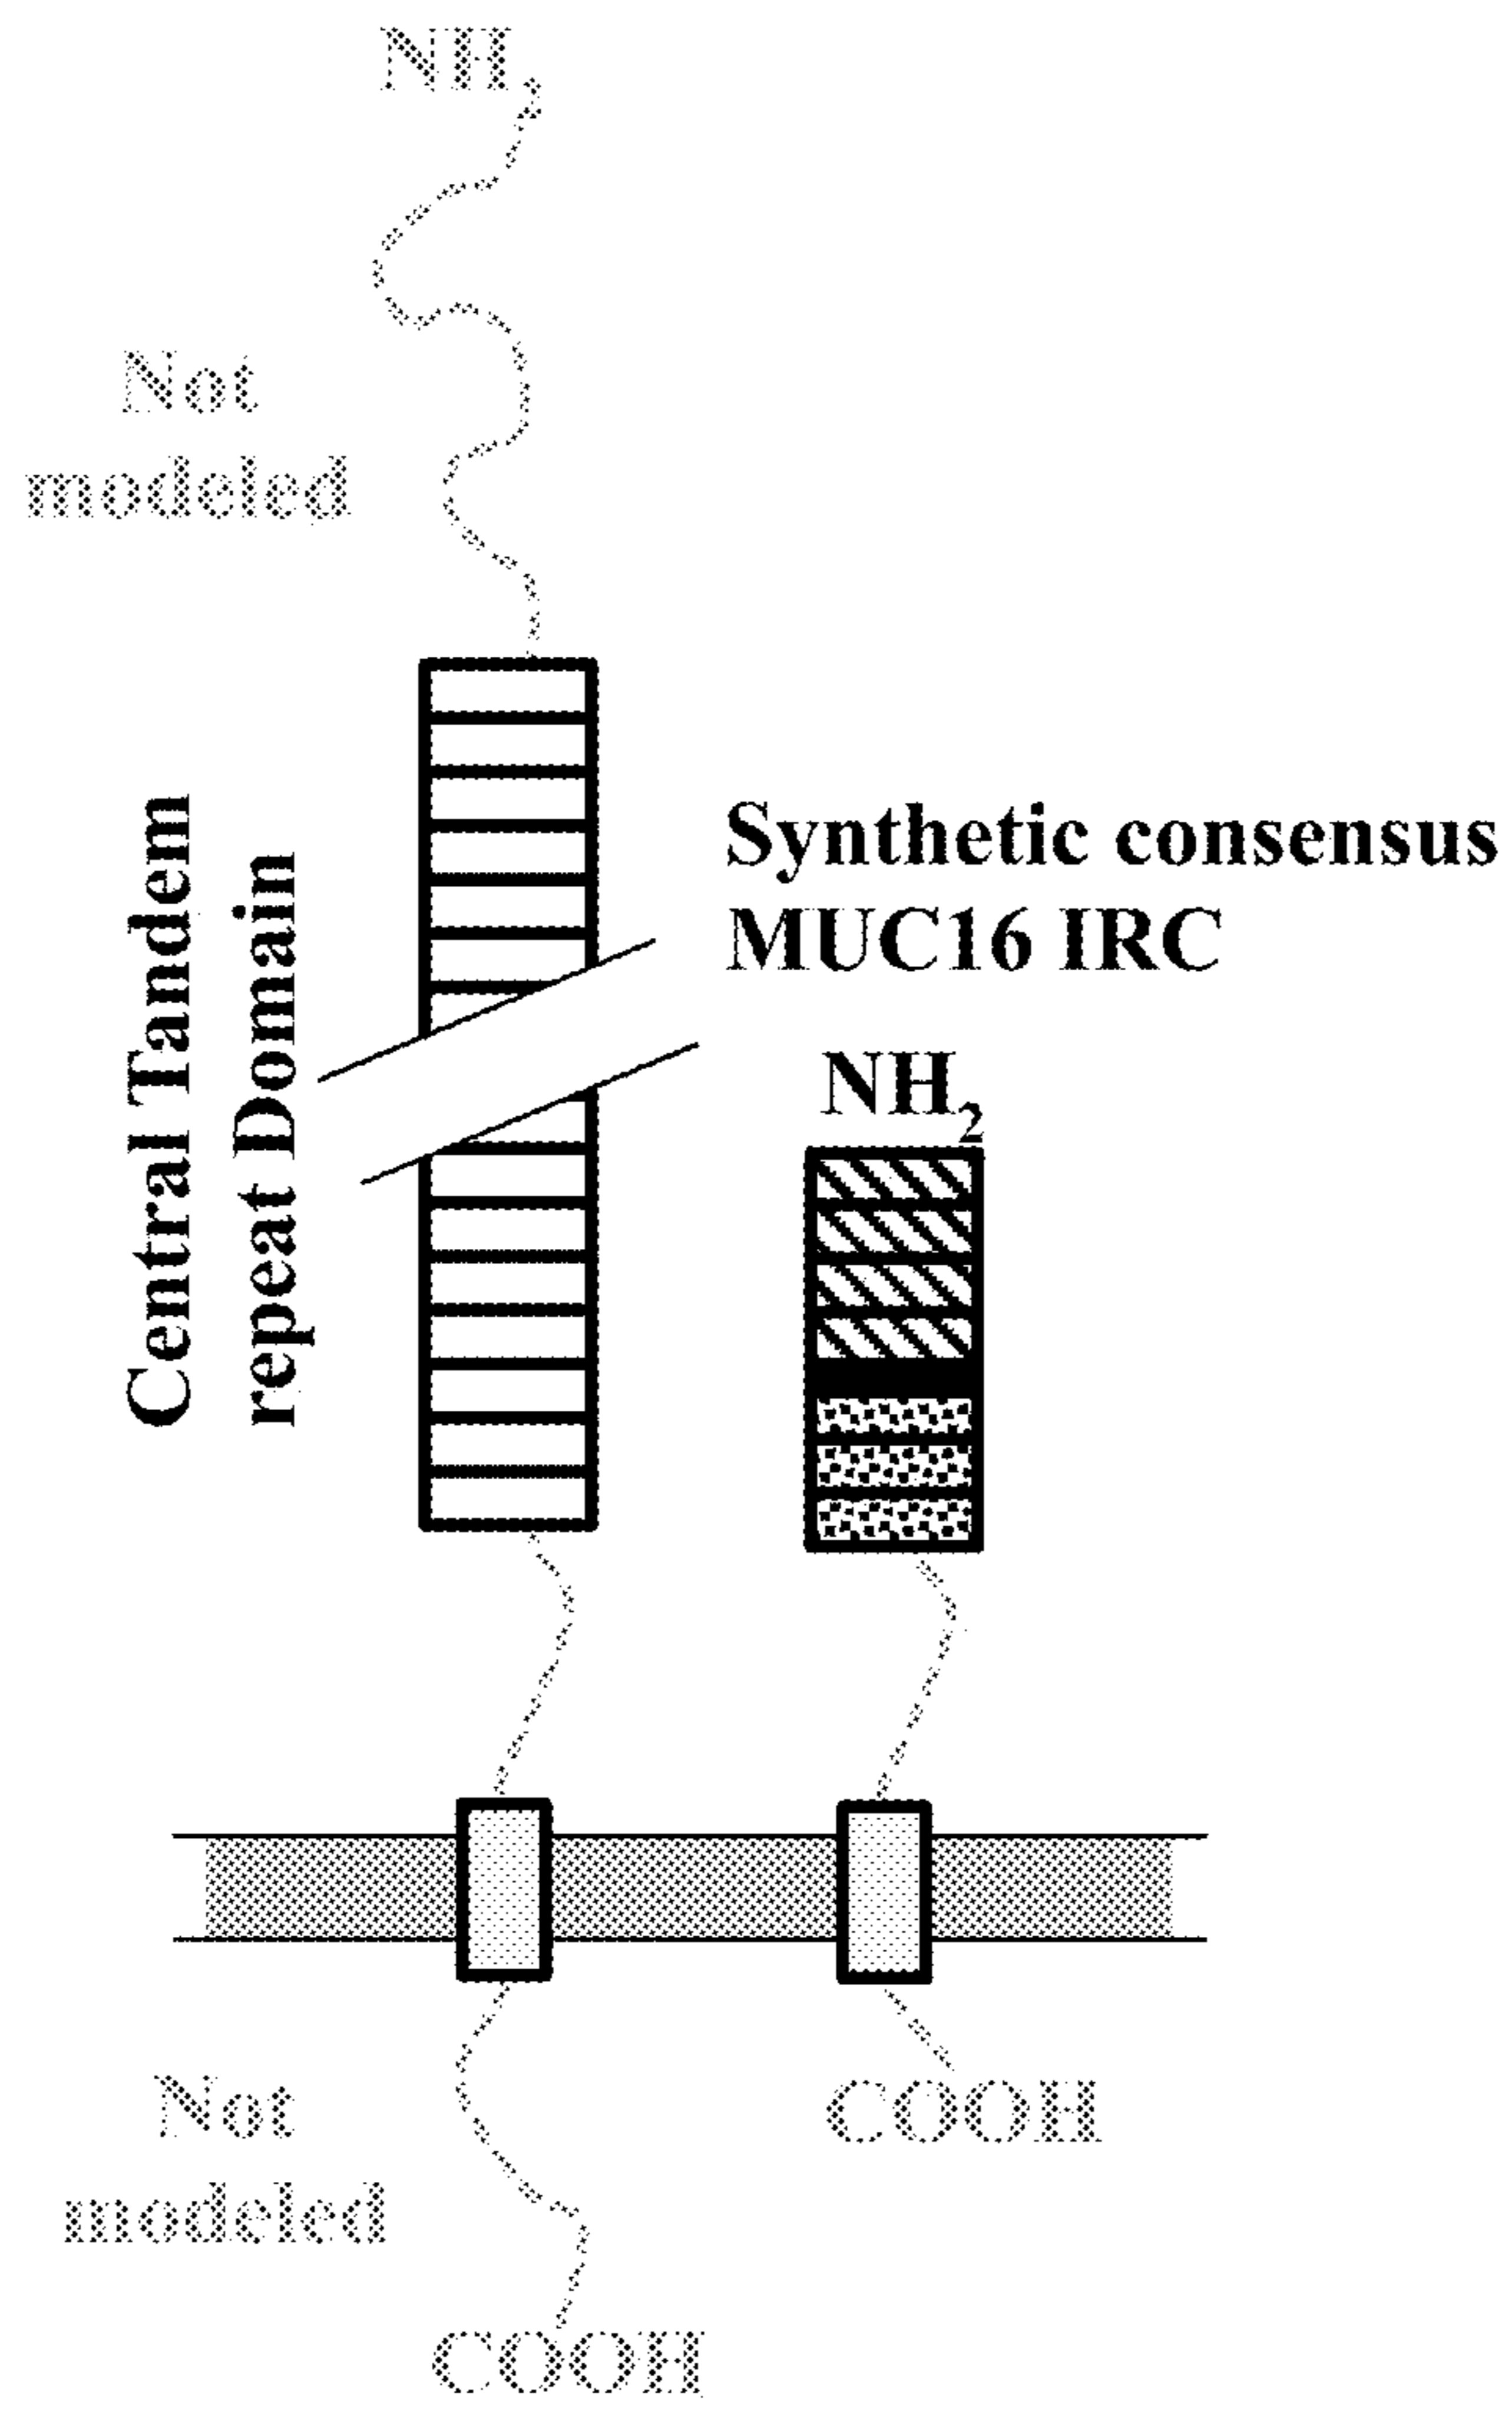 NH2
Not
modeled
Central Tandem
repeat Domain
Synthetic consensus
MUC16 IRC
NH2
Not
modeled
COOH
COOH